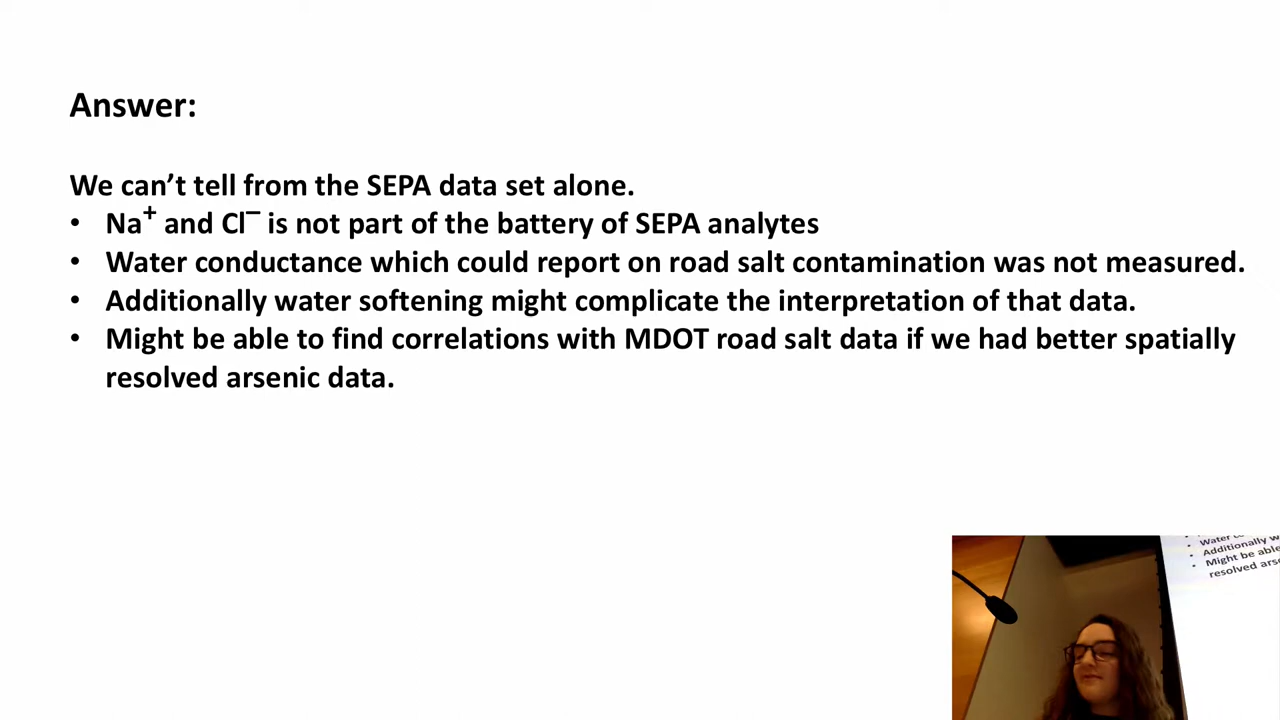 Answer:
We can’t tell from the SEPA data set alone.
• Na⁺ and Cl⁻ is not part of the battery of SEPA analytes
• Water conductance which could report on road salt contamination was not measured.
• Additionally water softening might complicate the interpretation of that data.
• Might be able to find correlations with MDOT road salt data if we had better spatially
resolved arsenic data.
• Additionally w
• Might be able
resolved arse